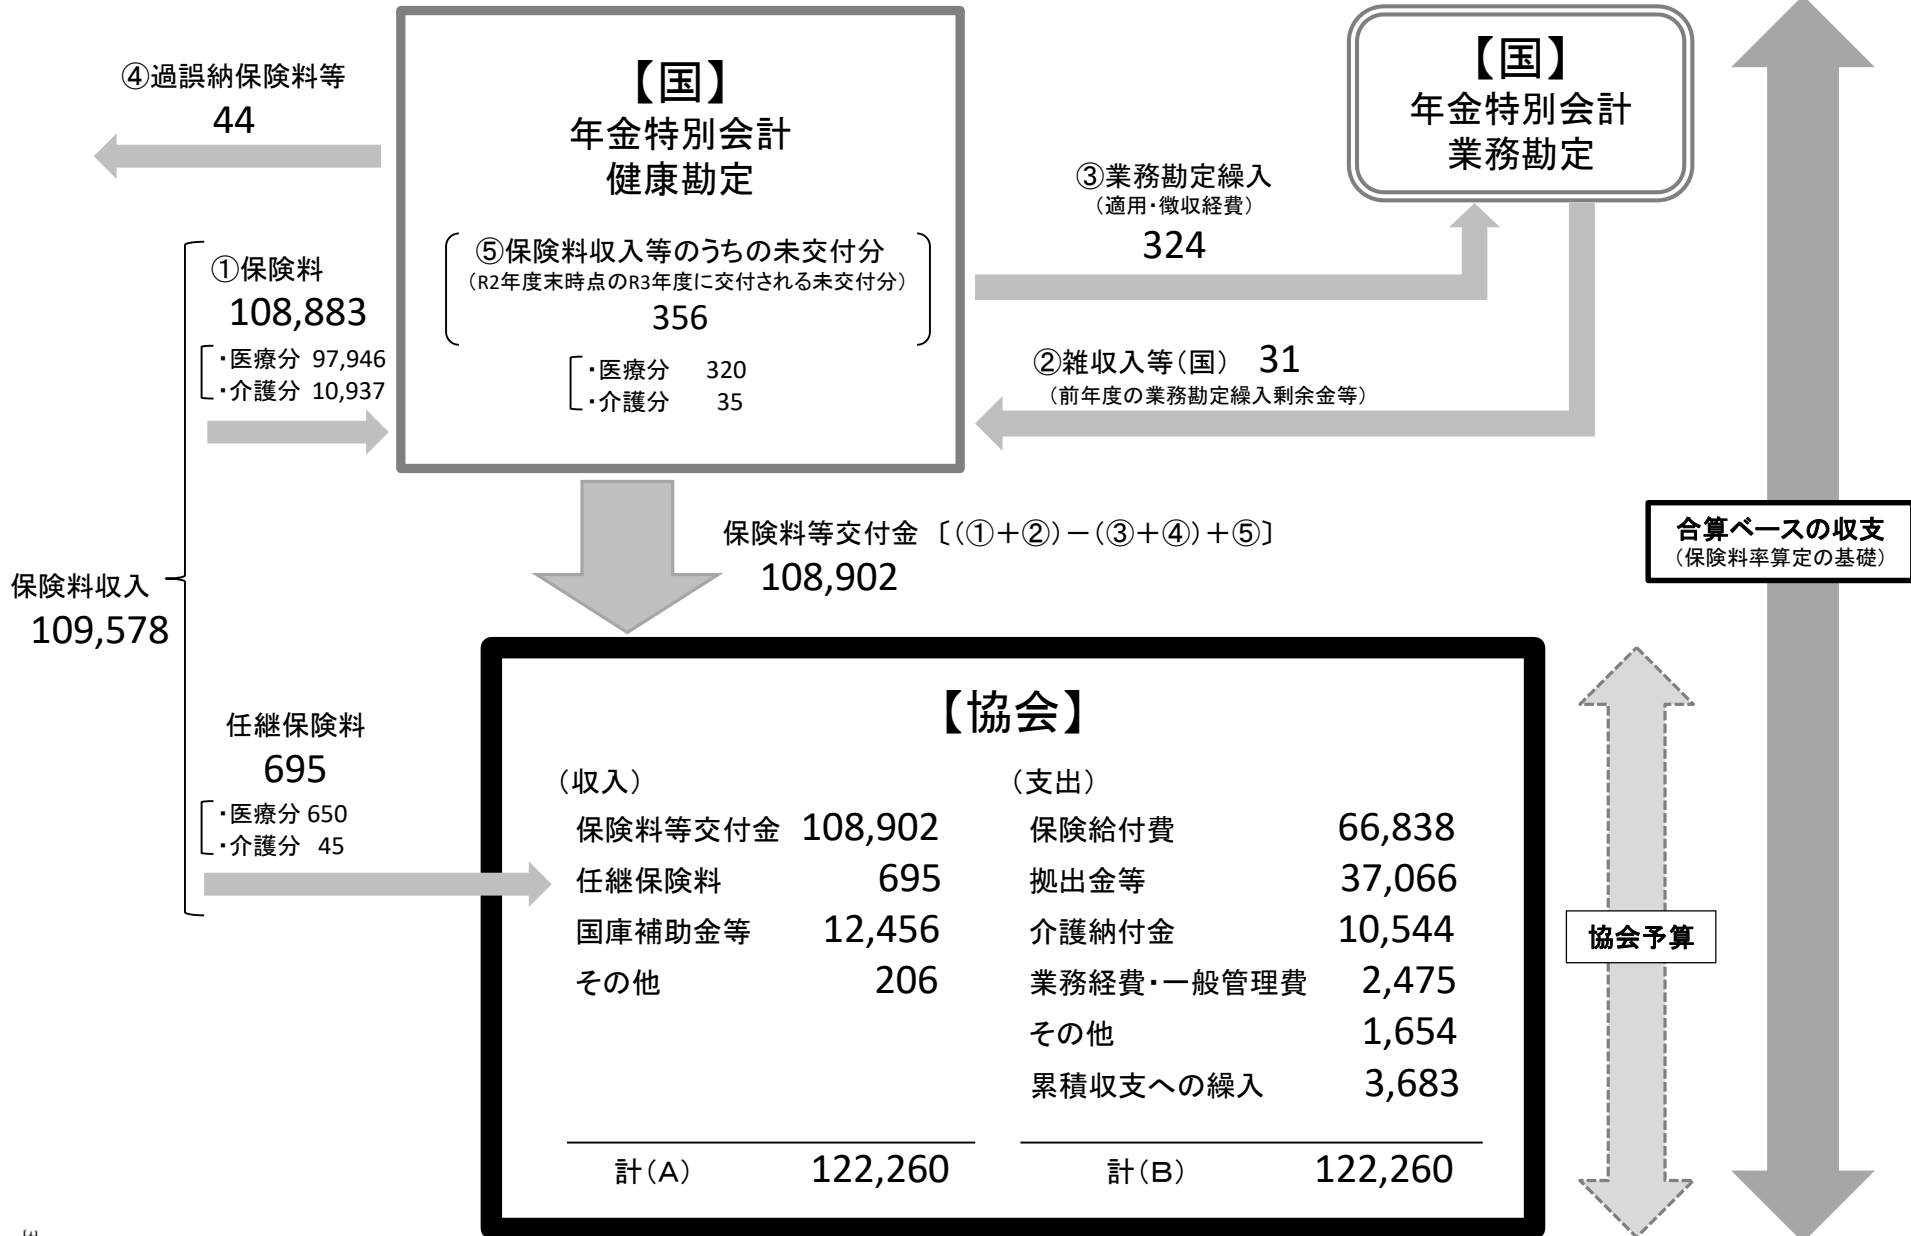 ④過誤納保険料等
44
【国】
年金特別会計
健康勘定
⑤保険料収入等のうちの未交付分
（R2年度末時点のR3年度に交付される未交付分）
356
・医療分 320
・介護分 35
【国】
年金特別会計
業務勘定
③業務勘定繰入
（適用・徴収経費）
324
②雑収入等（国） 31
（前年度の業務勘定繰入剰余金等）
①保険料
108,883
・医療分 97,946
・介護分 10,937
保険料等交付金 〔（①＋②）－（③＋④）＋⑤〕
108,902
合算ベースの収支
（保険料率算定の基礎）
保険料収入
109,578
任継保険料
695
・医療分 650
・介護分 45
【協会】
（収入）
保険料等交付金 108,902
任継保険料 695
国庫補助金等 12,456
その他 206
計（A） 122,260
（支出）
保険給付費 66,838
拠出金等 37,066
介護納付金 10,544
業務経費・一般管理費 2,475
その他 1,654
累積収支への繰入 3,683
計（B） 122,260
協会予算
3